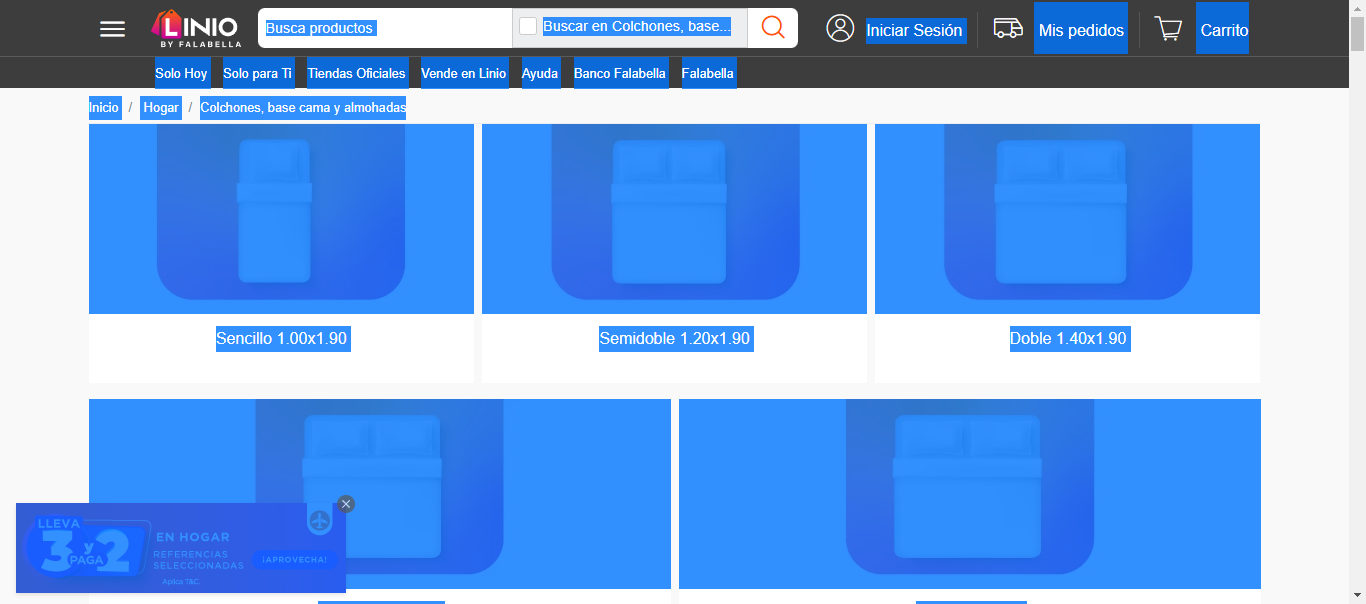 LINIO
BY FALABELLA
Busca productos
Buscar en Colchones, base...
Iniciar Sesión
Mis pedidos
Carrito
Solo Hoy
Solo para Ti
Tiendas Oficiales
Vende en Linio
Ayuda
Banco Falabella
Falabella
Inicio / Hogar / Colchones, base cama y almohadas
Sencillo 1.00x1.90
Semidoble 1.20x1.90
Doble 1.40x1.90
LLEVA
3 y 2
PAGA
EN HOGAR
REFERENCIAS
SELECCIONADAS
¡APROVECHA!
Aplica T&C.